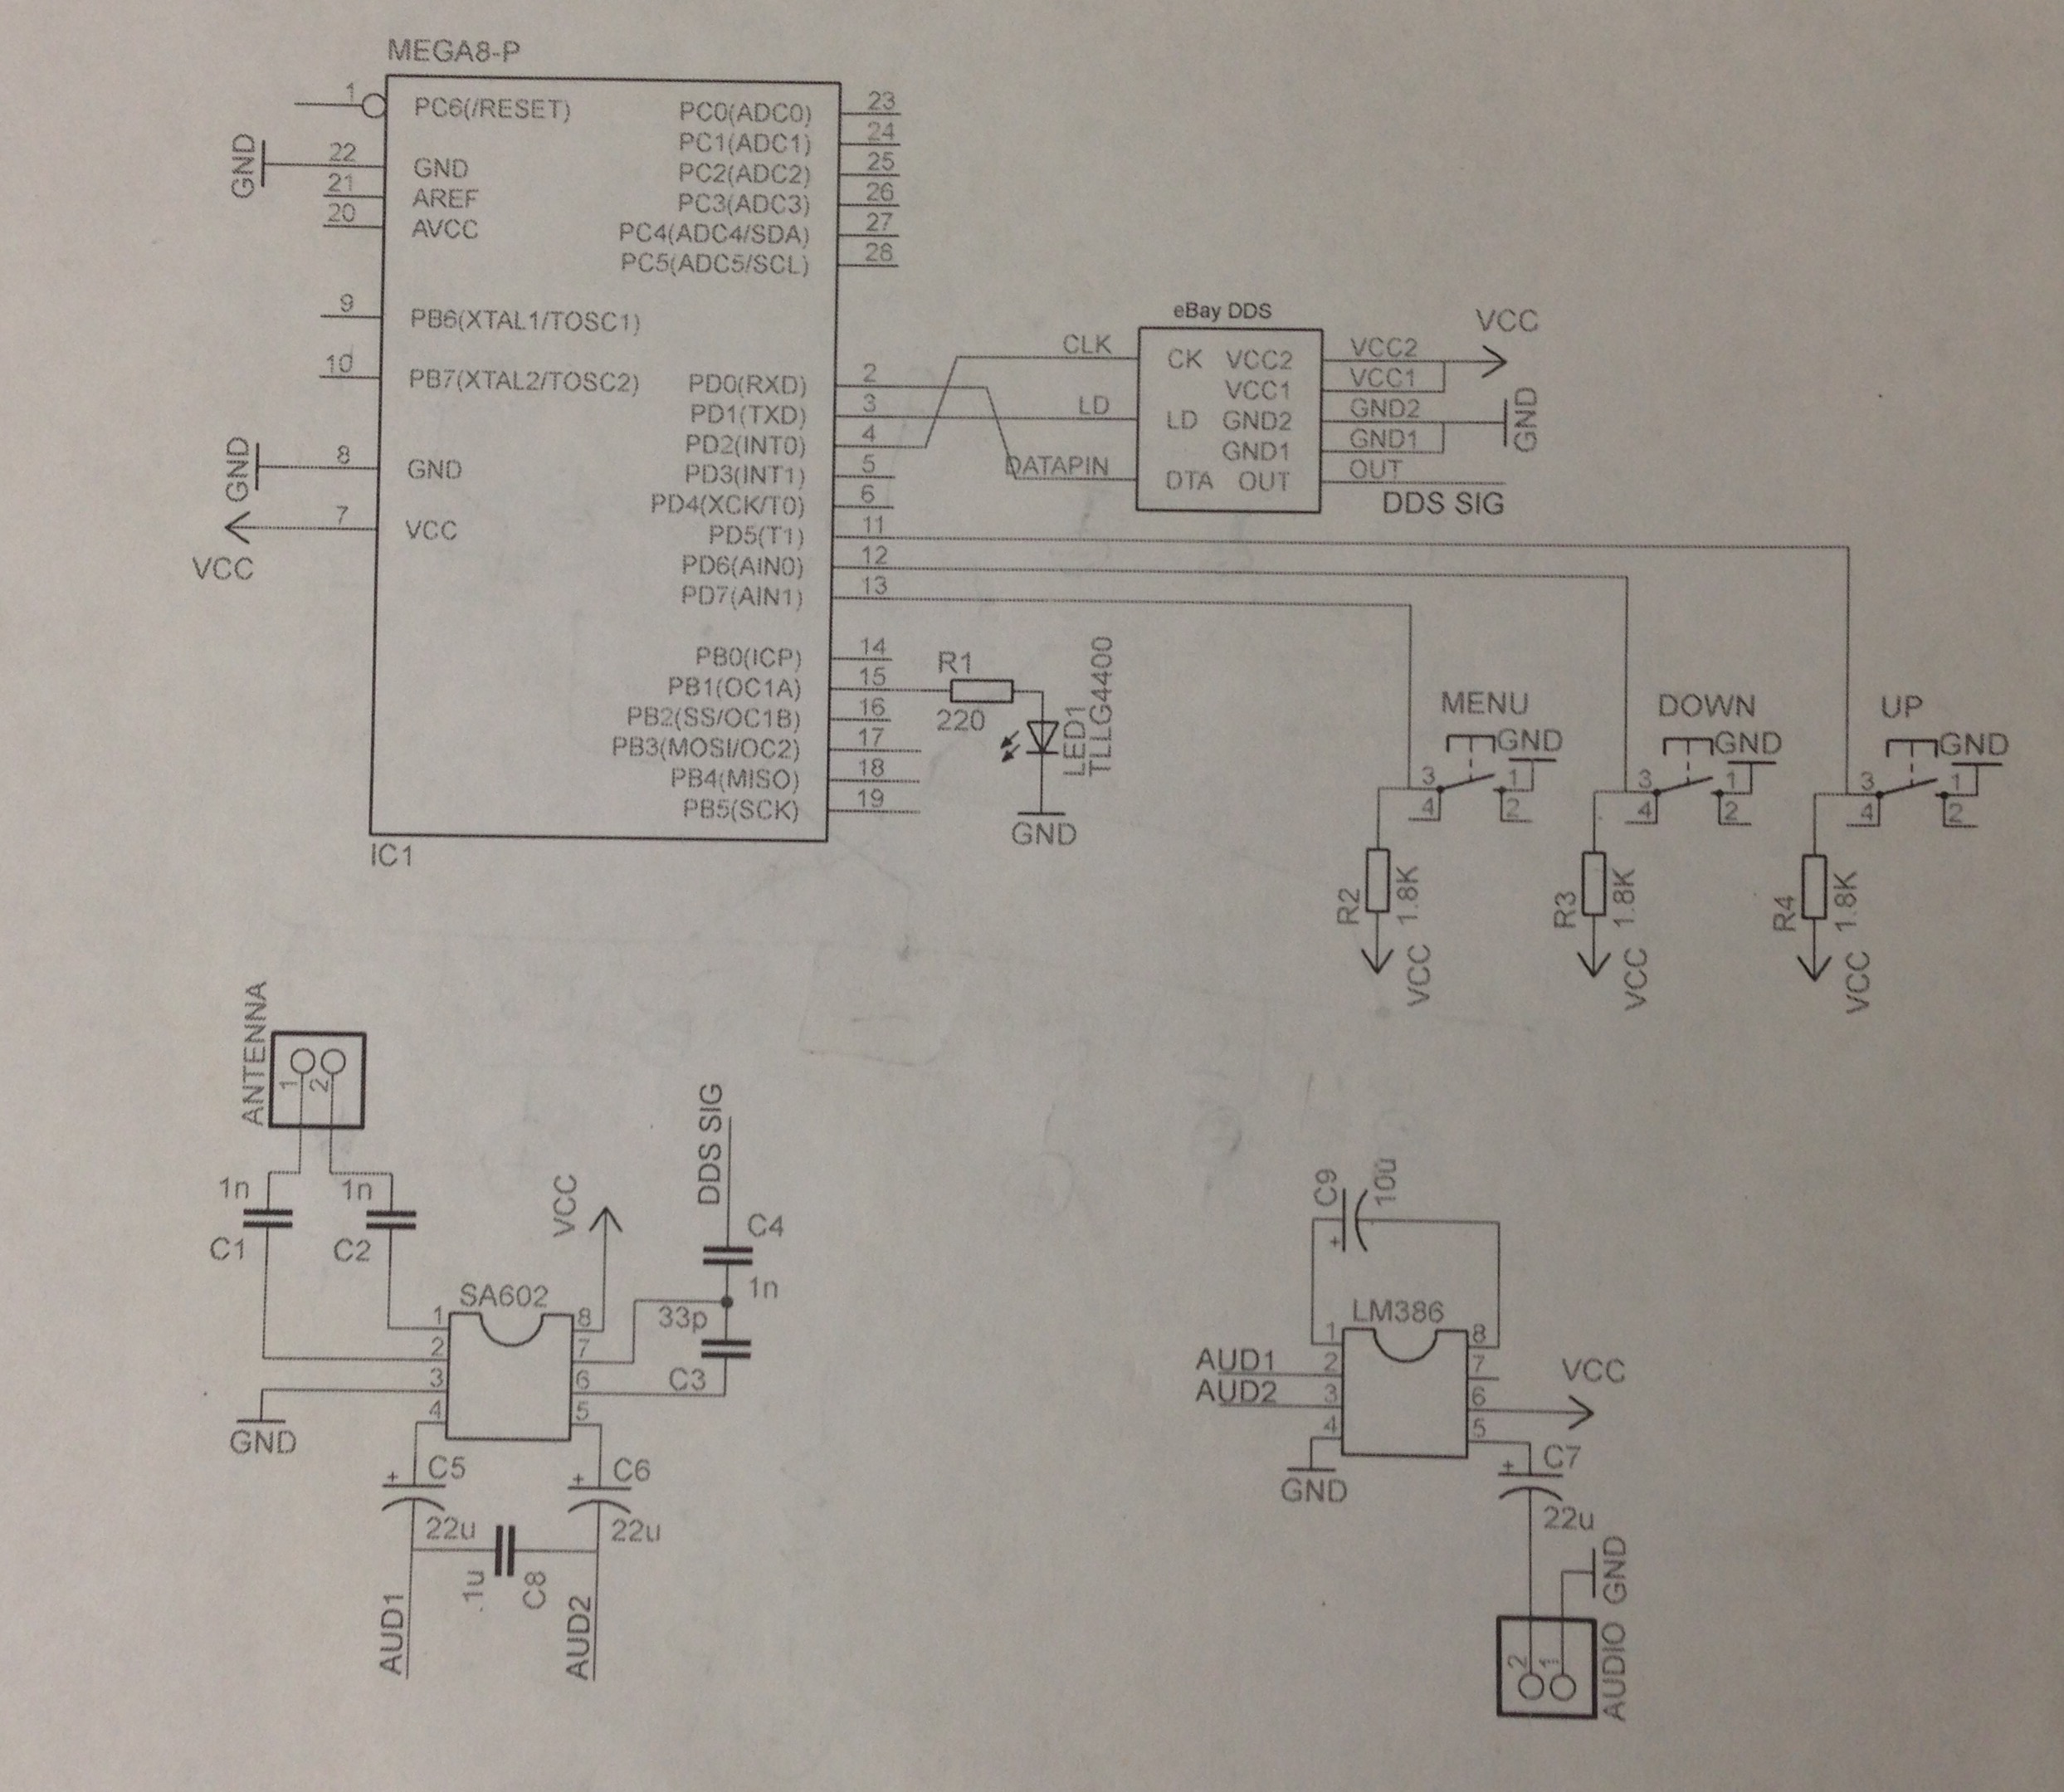 MEGA8-P
1 PC6(/RESET) PC0(ADC0) 23
PC1(ADC1) 24
GND 22 GND PC2(ADC2) 25
21 AREF PC3(ADC3) 26
20 AVCC PC4(ADC4/SDA) 27
PC5(ADC5/SCL) 28
9 PB6(XTAL1/TOSC1)
10 PB7(XTAL2/TOSC2) PD0(RXD) 2
PD1(TXD) 3
PD2(INT0) 4
GND 8 GND PD3(INT1) 5
PD4(XCK/T0) 6
7 VCC PD5(T1) 11
VCC PD6(AIN0) 12
PD7(AIN1) 13
PB0(ICP) 14
PB1(OC1A) 15
PB2(SS/OC1B) 16
PB3(MOSI/OC2) 17
PB4(MISO) 18
PB5(SCK) 19
IC1
eBay DDS
VCC
CLK CK VCC2 VCC2
VCC1 VCC1
LD LD GND2 GND2 GND
GND1 GND1
DATAPIN DTA OUT OUT
DDS SIG
R1
220
LED1
TLLG4400
GND
MENU DOWN UP
GND GND GND
3 1 3 1 3 1
4 2 4 2 4 2
R2 1.8K R3 1.8K R4 1.8K
VCC VCC VCC
ANTENNA
1 2
1n 1n
C1 C2
VCC
DDS SIG
C4
1n
33p
C3
SA602
1 8
2 7
3 6
4 5
GND
C5 C6
+ +
22u 22u
.1u C8
AUD1 AUD2
C9 10u
+
LM386
1 8
AUD1 2 7
AUD2 3 6
4 5
VCC
GND
+ C7
22u
GND
2 1
AUDIO